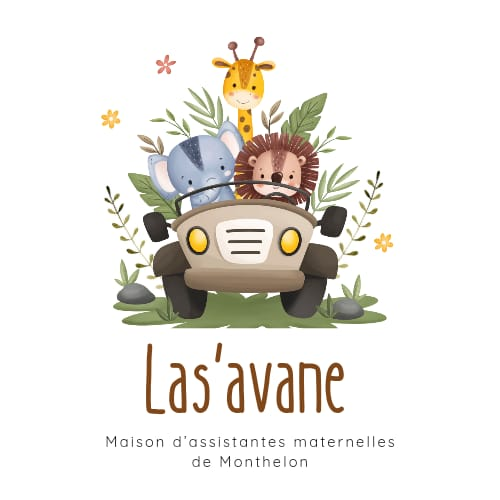 Las'avane
Maison d'assistantes maternelles
de Monthelon